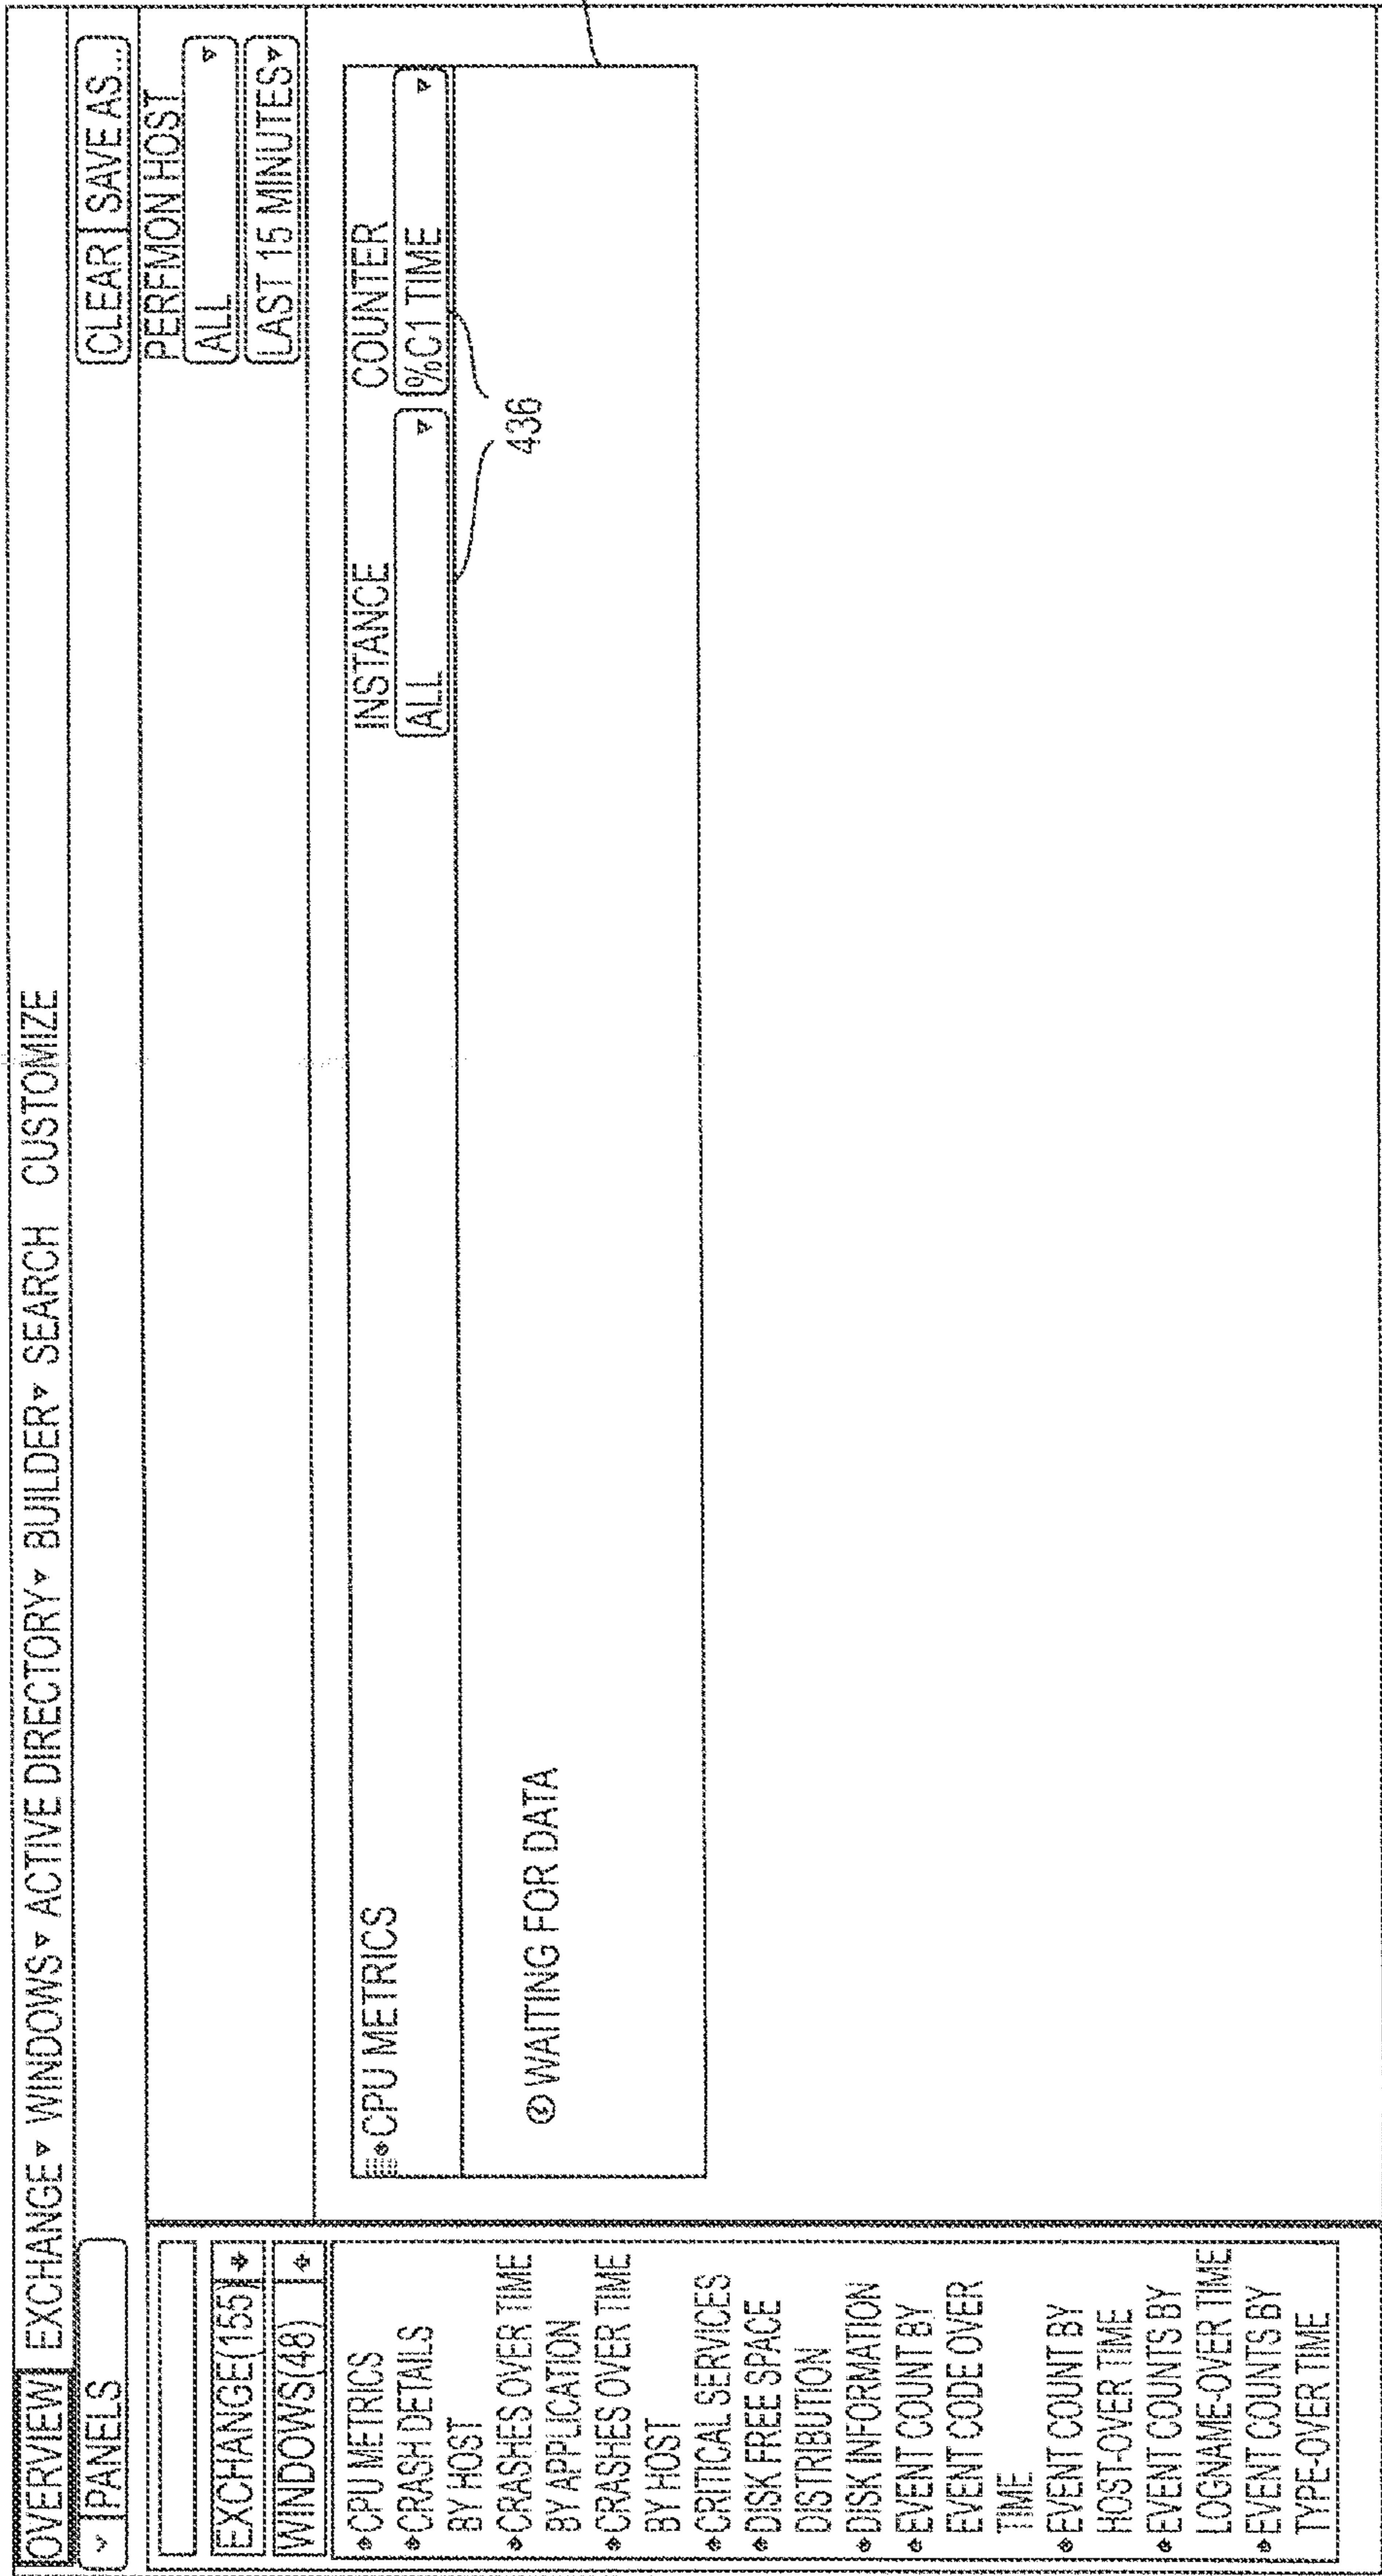 OVERVIEW EXCHANGE WINDOWS ACTIVE DIRECTORY BUILDER SEARCH CUSTOMIZE
PANELS
CLEAR SAVE AS...
PERFMON HOST
ALL
LAST 15 MINUTES
EXCHANGE(155)
WINDOWS(48)
CPU METRICS
CRASH DETAILS
BY HOST
CRASHES OVER TIME
BY APPLICATION
CRASHES OVER TIME
BY HOST
CRITICAL SERVICES
DISK FREE SPACE
DISTRIBUTION
DISK INFORMATION
EVENT COUNT BY
EVENT CODE OVER
TIME
EVENT COUNT BY
HOST-OVER TIME
EVENT COUNTS BY
LOGNAME-OVER TIME
EVENT COUNTS BY
TYPE-OVER TIME
CPU METRICS
INSTANCE
ALL
COUNTER
%C1 TIME
436
WAITING FOR DATA